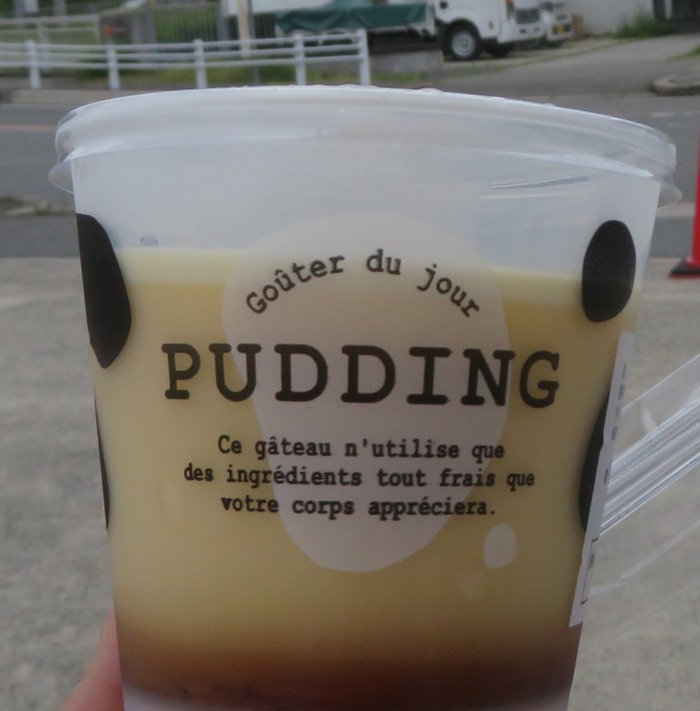 Goûter du jour
PUDDING
Ce gâteau n'utilise que
des ingrédients tout frais que
votre corps appréciera.